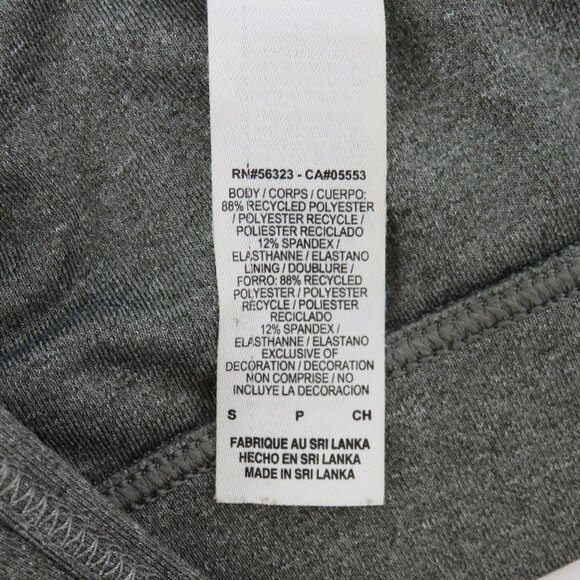 RN#56323 - CA#05553
BODY / CORPS / CUERPO:
88% RECYCLED POLYESTER
/ POLYESTER RECYCLE /
POLIESTER RECICLADO
12% SPANDEX /
ELASTHANNE / ELASTANO
LINING / DOUBLURE /
FORRO: 88% RECYCLED
POLYESTER / POLYESTER
RECYCLE / POLIESTER
RECICLADO
12% SPANDEX /
ELASTHANNE / ELASTANO
EXCLUSIVE OF
DECORATION / DECORATION
NON COMPRISE / NO
INCLUYE LA DECORACION
S P CH
FABRIQUE AU SRI LANKA
HECHO EN SRI LANKA
MADE IN SRI LANKA